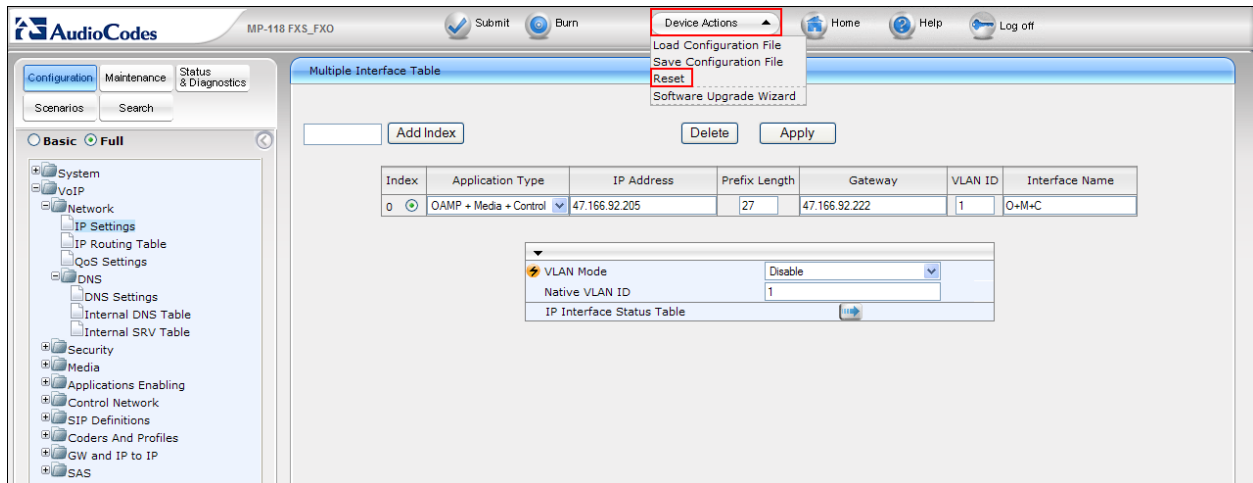 AudioCodes MP-118 FXS_FXO Submit Burn Device Actions Home Help Log off
Load Configuration File
Save Configuration File
Reset
Software Upgrade Wizard
Configuration Maintenance Status & Diagnostics
Scenarios Search
Basic Full
System
VoIP
Network
IP Settings
IP Routing Table
QoS Settings
DNS
DNS Settings
Internal DNS Table
Internal SRV Table
Security
Media
Applications Enabling
Control Network
SIP Definitions
Coders And Profiles
GW and IP to IP
SAS
Multiple Interface Table
Add Index Delete Apply
Index Application Type IP Address Prefix Length Gateway VLAN ID Interface Name
0 OAMP + Media + Control 47.166.92.205 27 47.166.92.222 1 O+M+C
VLAN Mode Disable
Native VLAN ID 1
IP Interface Status Table